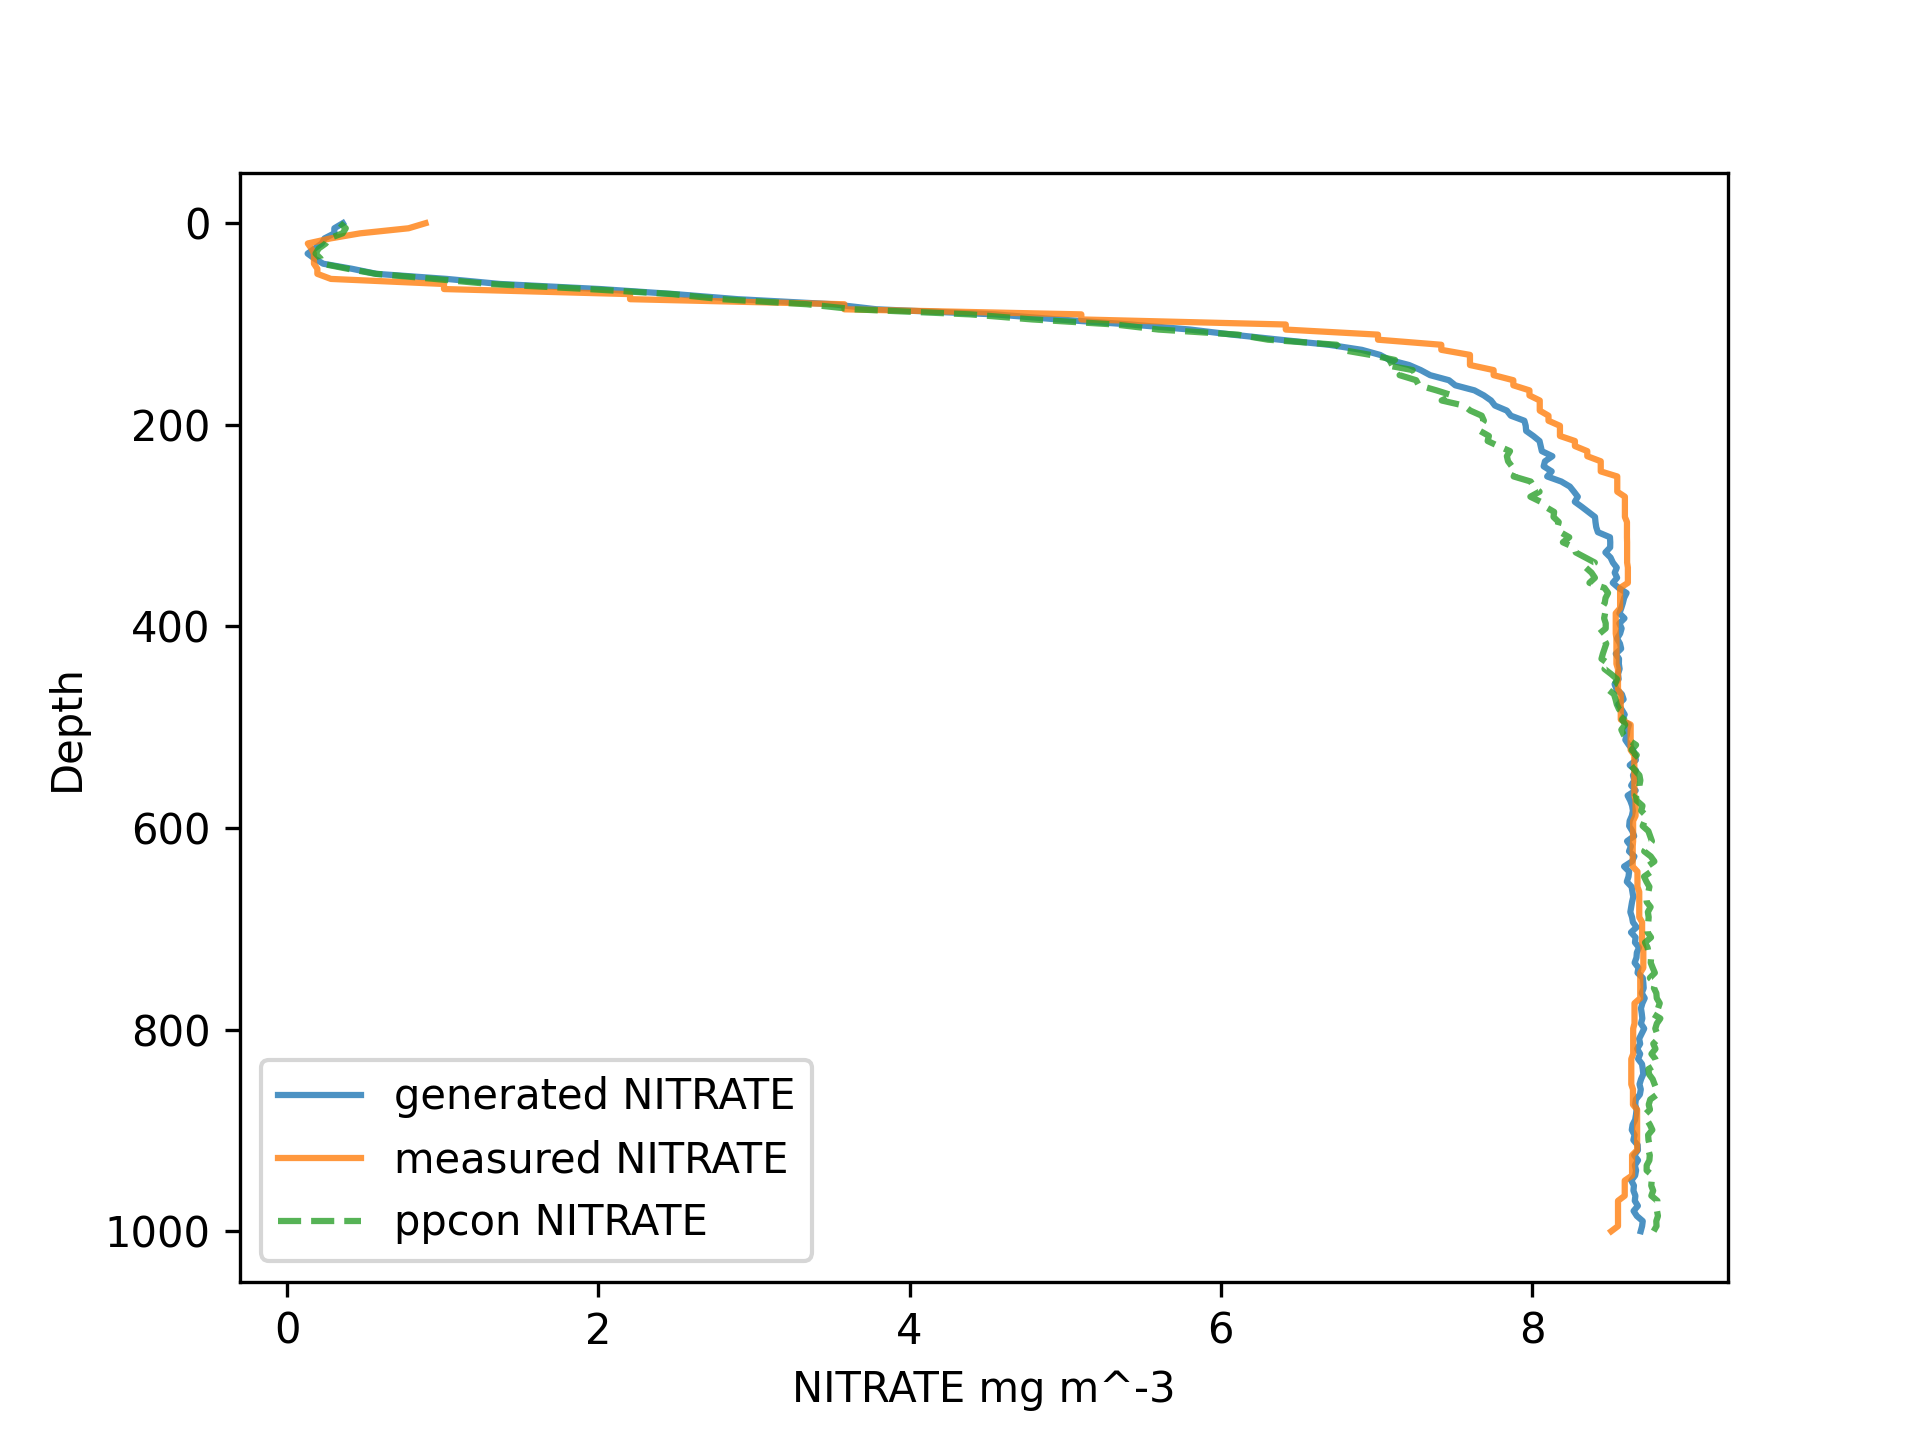 0
200
400
600
800
1000
Depth
generated NITRATE
measured NITRATE
ppcon NITRATE
0 2 4 6 8
NITRATE mg m^-3